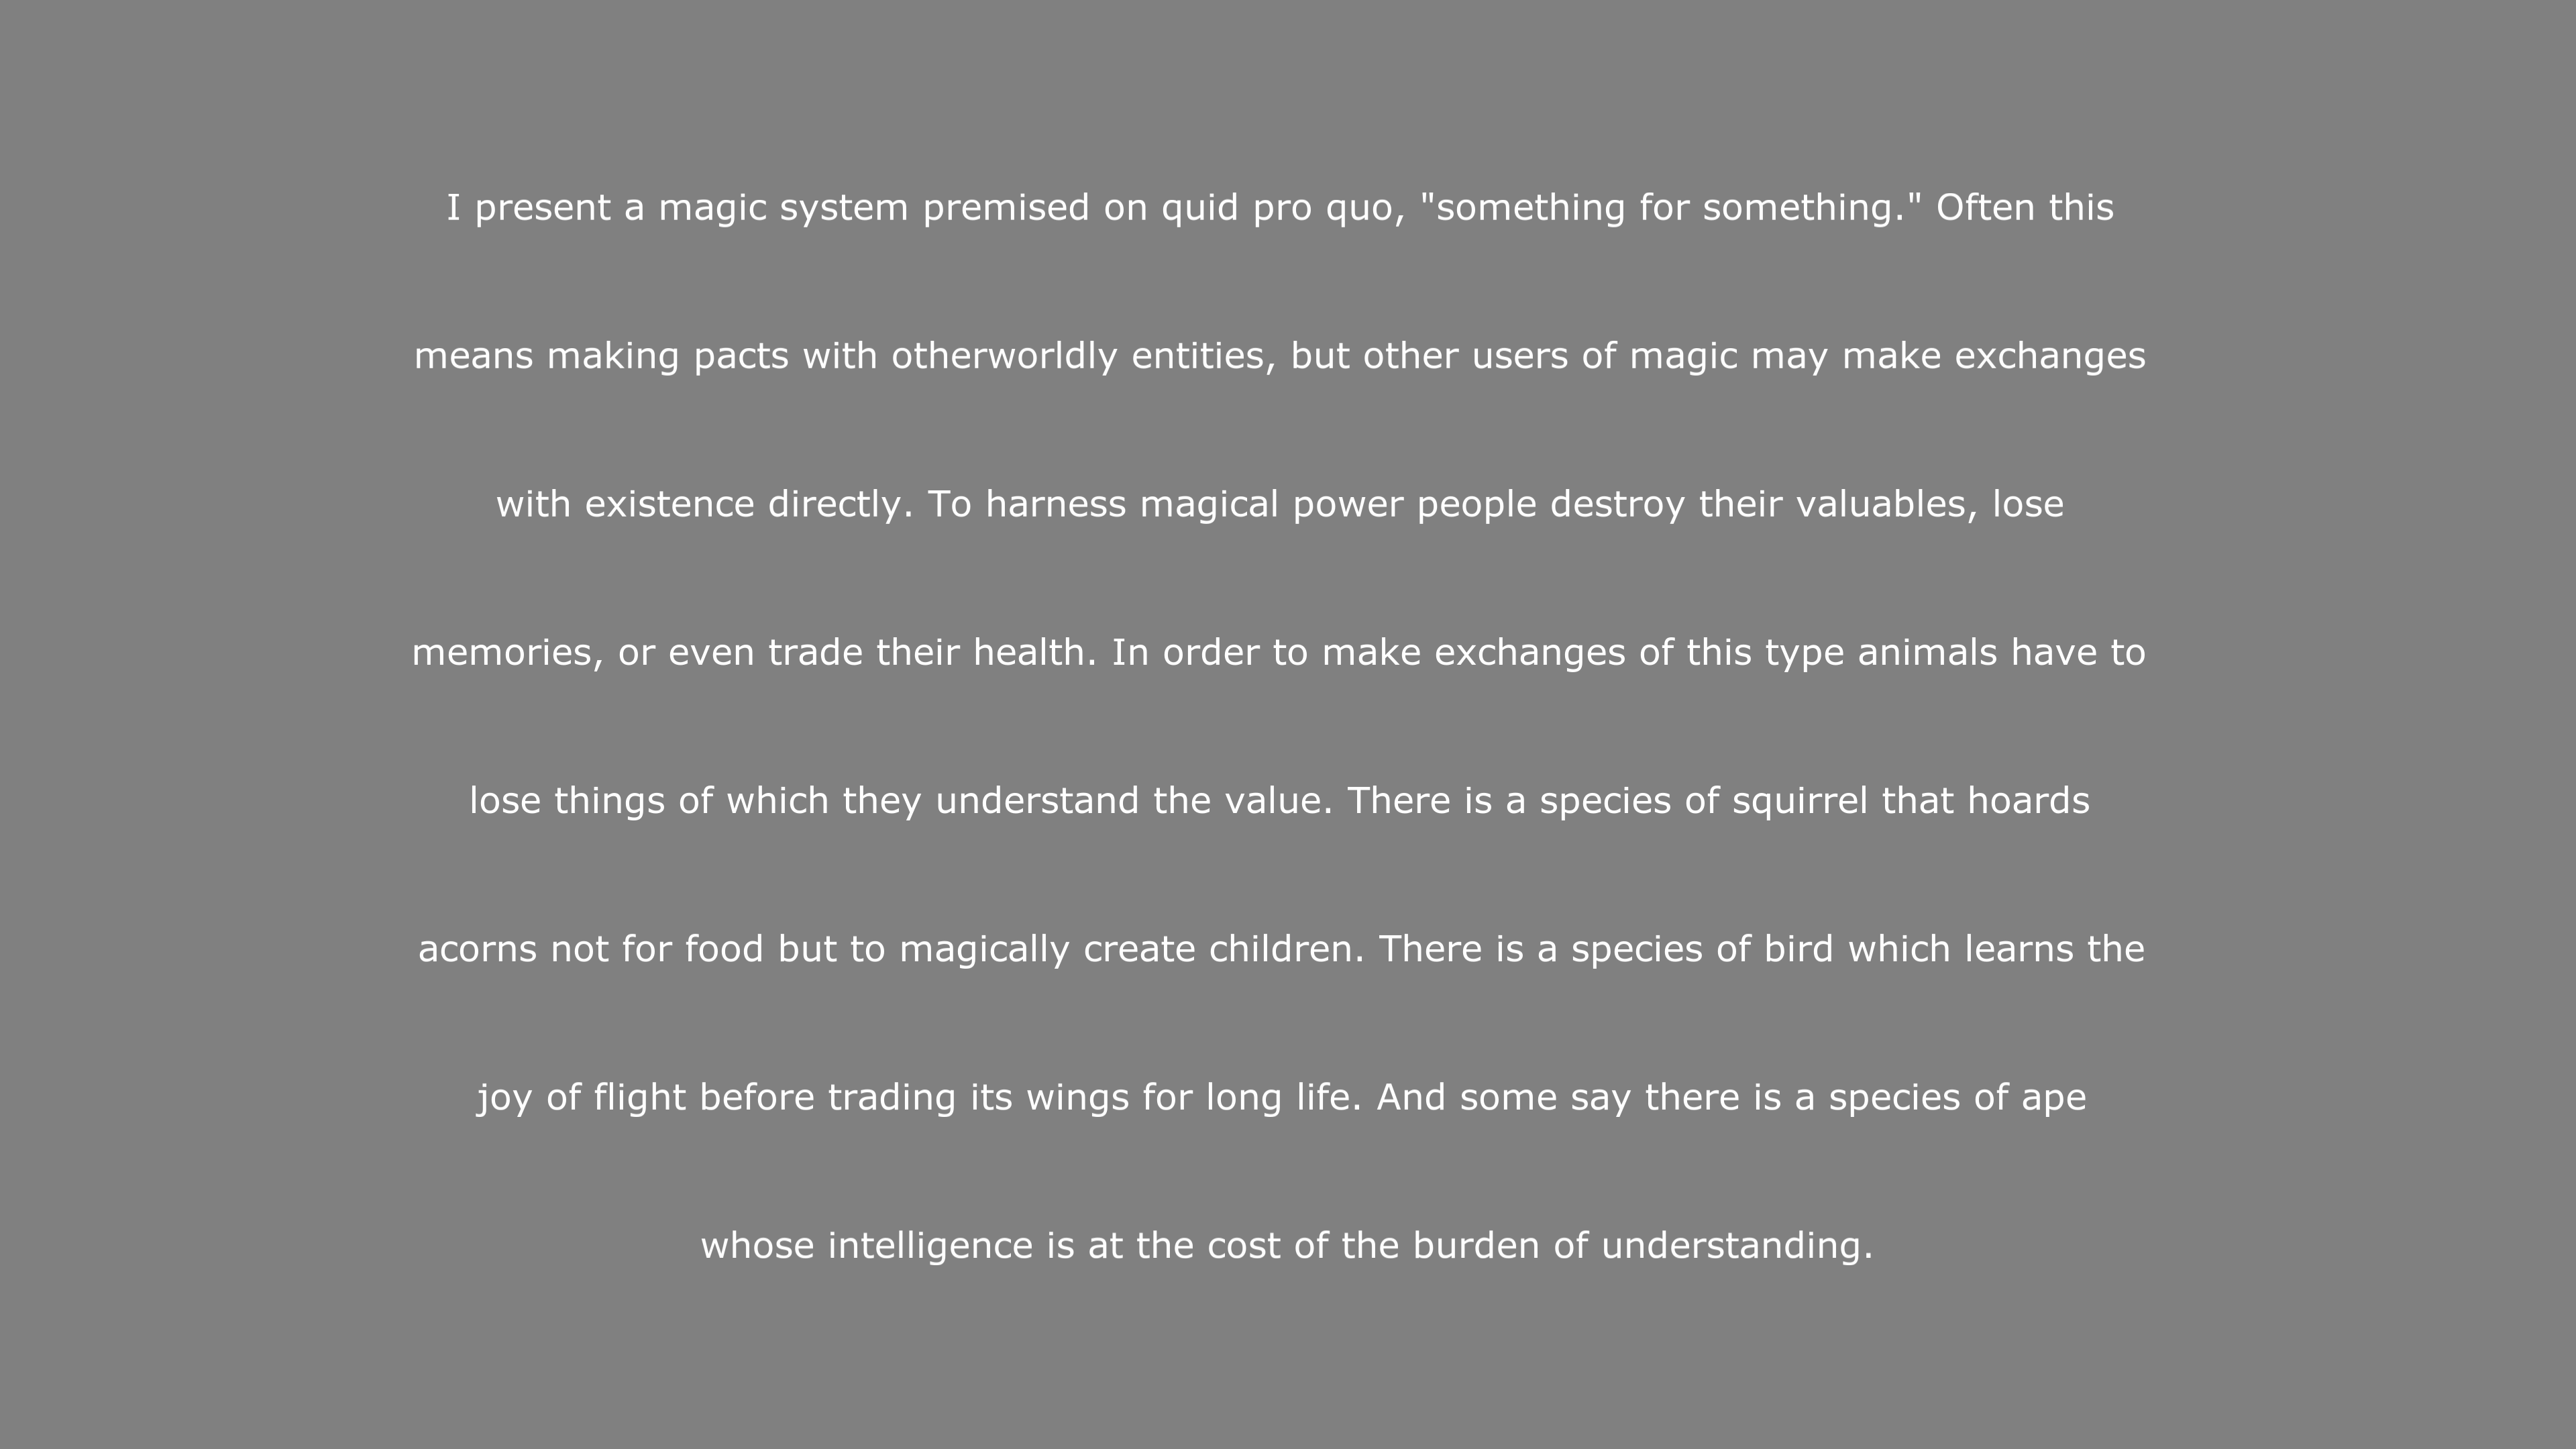 I present a magic system premised on quid pro quo, "something for something." Often this
means making pacts with otherworldly entities, but other users of magic may make exchanges
with existence directly. To harness magical power people destroy their valuables, lose
memories, or even trade their health. In order to make exchanges of this type animals have to
lose things of which they understand the value. There is a species of squirrel that hoards
acorns not for food but to magically create children. There is a species of bird which learns the
joy of flight before trading its wings for long life. And some say there is a species of ape
whose intelligence is at the cost of the burden of understanding.